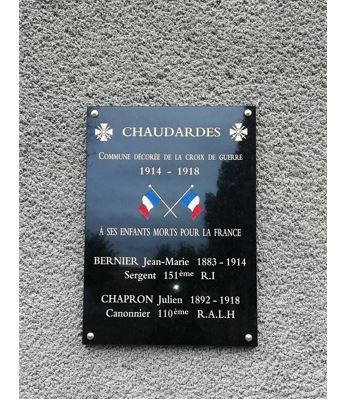 CHAUDARDES
COMMUNE DÉCORÉE DE LA CROIX DE GUERRE
1914 - 1918
À SES ENFANTS MORTS POUR LA FRANCE
BERNIER Jean-Marie 1883 - 1914
Sergent 151ème R.I
CHAPRON Julien 1892 - 1918
Canonnier 110ème R.A.L.H